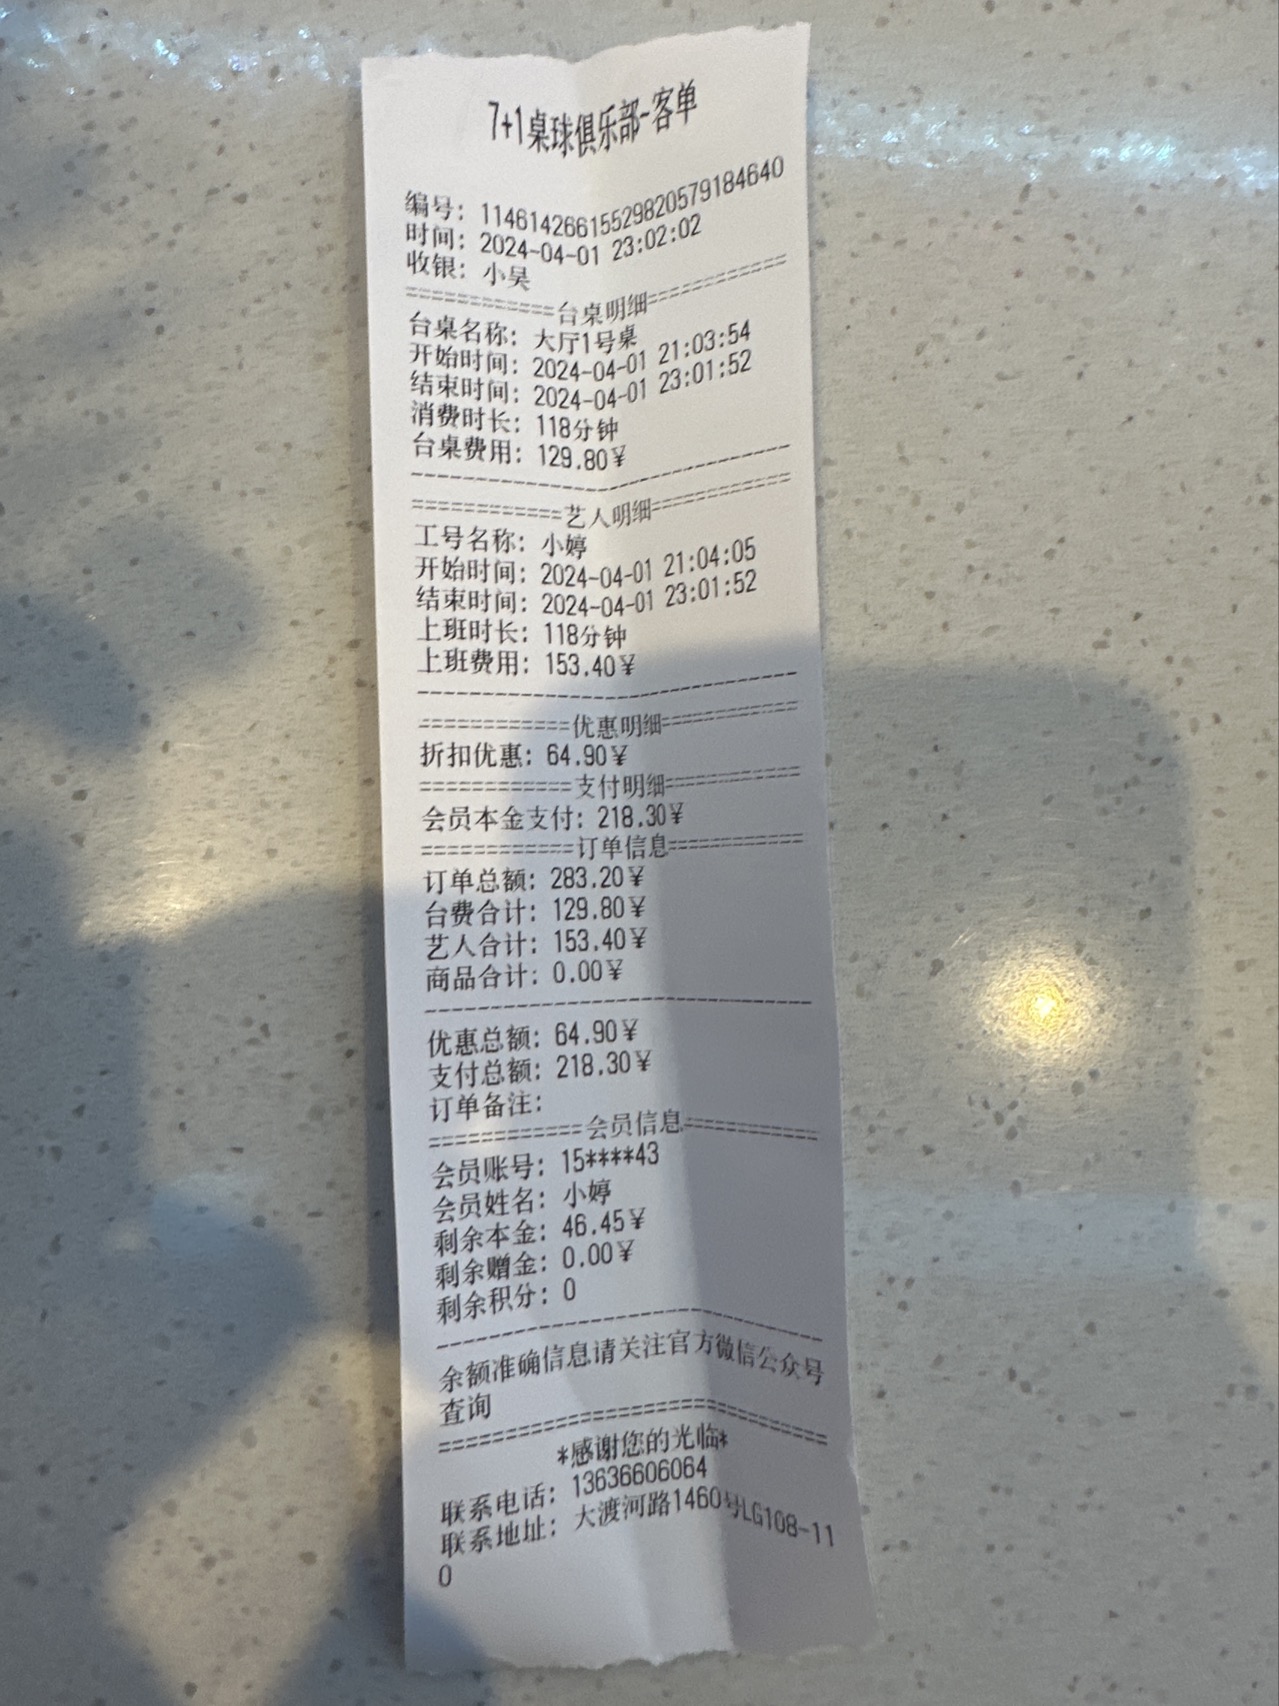 7+1桌球俱乐部-客单
编号: 1146142661552982057918​4640
时间: 2024-04-01 23:02:02
收银: 小吴
============台桌明细============
台桌名称: 大厅1号桌
开始时间: 2024-04-01 21:03:54
结束时间: 2024-04-01 23:01:52
消费时长: 118分钟
台桌费用: 129.80¥
--------------------------------
============艺人明细============
工号名称: 小婷
开始时间: 2024-04-01 21:04:05
结束时间: 2024-04-01 23:01:52
上班时长: 118分钟
上班费用: 153.40¥
--------------------------------
============优惠明细============
折扣优惠: 64.90¥
============支付明细============
会员本金支付: 218.30¥
============订单信息============
订单总额: 283.20¥
台费合计: 129.80¥
艺人合计: 153.40¥
商品合计: 0.00¥
--------------------------------
优惠总额: 64.90¥
支付总额: 218.30¥
订单备注:
============会员信息============
会员账号: 15****43
会员姓名: 小婷
剩余本金: 46.45¥
剩余赠金: 0.00¥
剩余积分: 0
--------------------------------
余额准确信息请关注官方微信公众号
查询
================================
*感谢您的光临*
联系电话: 13636606064
联系地址: 大渡河路1460号LG108-11
0